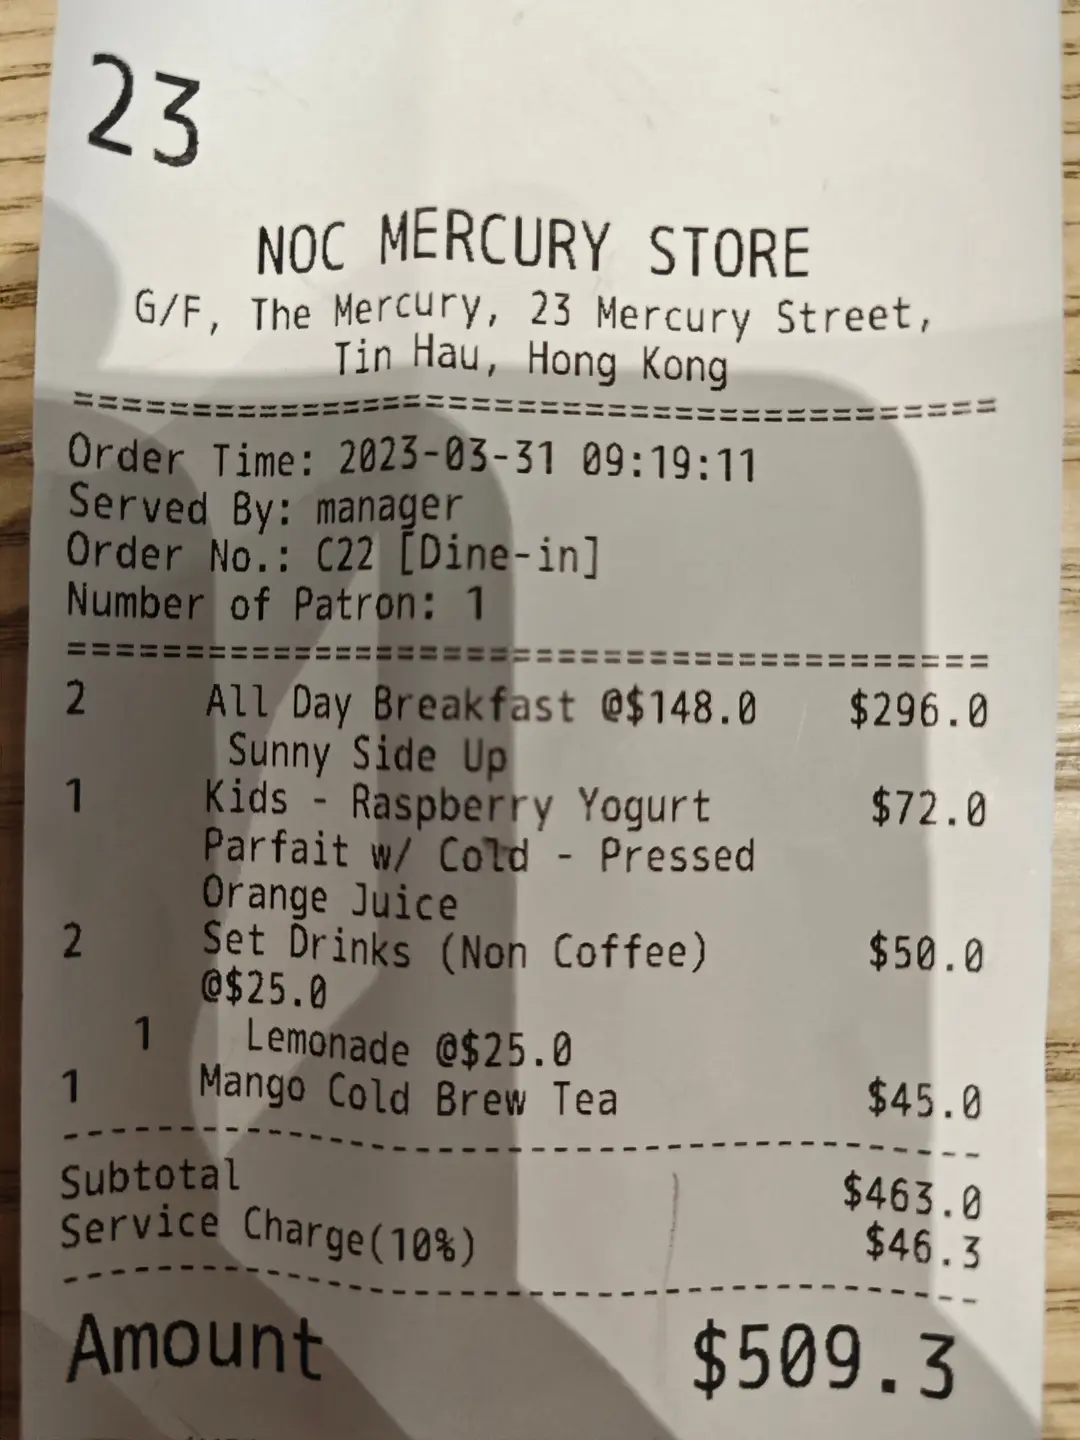 23
NOC MERCURY STORE
G/F, The Mercury, 23 Mercury Street,
Tin Hau, Hong Kong
=======================================
Order Time: 2023-03-31 09:19:11
Served By: manager
Order No.: C22 [Dine-in]
Number of Patron: 1
=======================================
2 All Day Breakfast @$148.0 $296.0
Sunny Side Up
1 Kids - Raspberry Yogurt $72.0
Parfait w/ Cold - Pressed
Orange Juice
2 Set Drinks (Non Coffee) $50.0
@$25.0
1 Lemonade @$25.0
1 Mango Cold Brew Tea $45.0
---------------------------------------
Subtotal $463.0
Service Charge(10%) $46.3
---------------------------------------
Amount $509.3